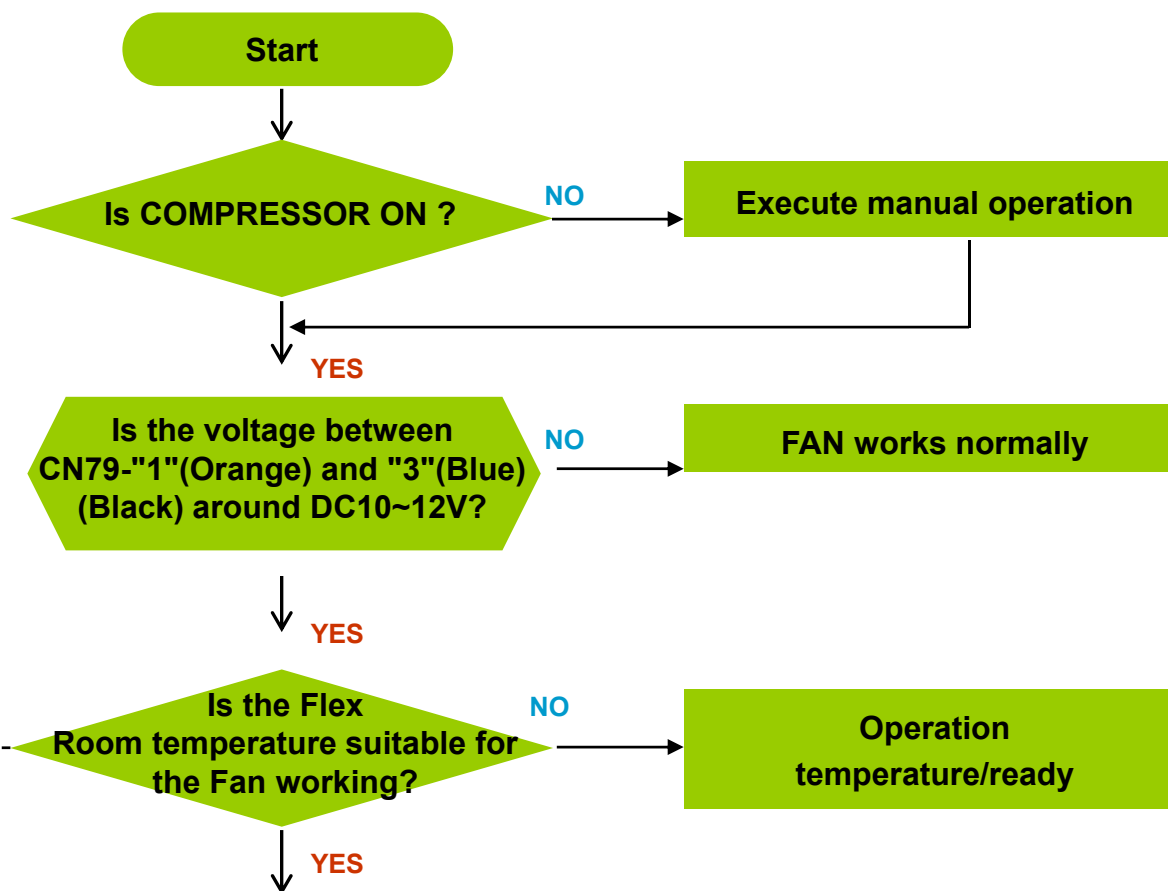 Start
Is COMPRESSOR ON ?
NO
Execute manual operation
YES
Is the voltage between
CN79-"1"(Orange) and "3"(Blue)
(Black) around DC10~12V?
NO
FAN works normally
YES
Is the Flex
Room temperature suitable for
the Fan working?
NO
Operation
temperature/ready
YES